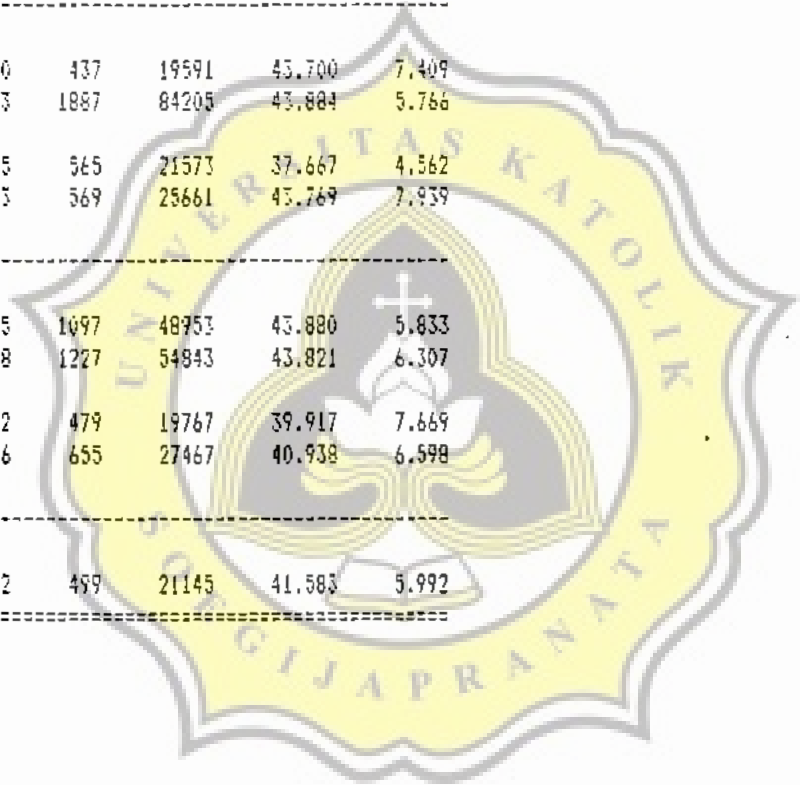 0 437 19591 43.700 7.409
3 1887 84205 43.884 5.766
5 565 21573 37.667 4.562
3 569 25661 43.769 7.939
5 1097 48953 43.880 5.833
8 1227 54843 43.821 6.307
2 479 19767 39.917 7.669
6 655 27467 40.938 6.598
2 499 21145 41.583 5.992
UNIVERSITAS KATOLIK
SOEGIJAPRANATA